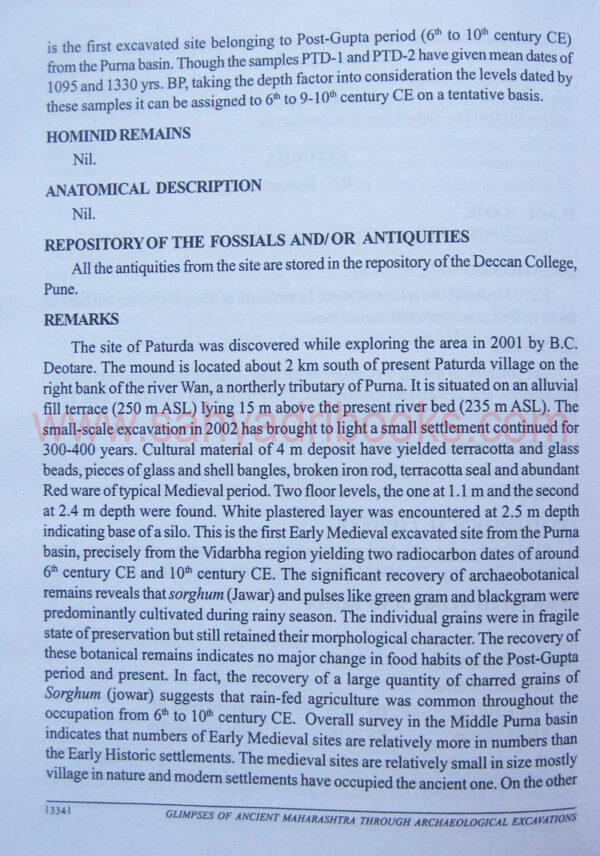 is the first excavated site belonging to Post-Gupta period (6th to 10th century CE)
from the Purna basin. Though the samples PTD-1 and PTD-2 have given mean dates of
1095 and 1330 yrs. BP, taking the depth factor into consideration the levels dated by
these samples it can be assigned to 6th to 9-10th century CE on a tentative basis.
HOMINID REMAINS
Nil.
ANATOMICAL DESCRIPTION
Nil.
REPOSITORY OF THE FOSSIALS AND/ OR ANTIQUITIES
All the antiquities from the site are stored in the repository of the Deccan College,
Pune.
REMARKS
The site of Paturda was discovered while exploring the area in 2001 by B.C.
Deotare. The mound is located about 2 km south of present Paturda village on the
right bank of the river Wan, a northerly tributary of Purna. It is situated on an alluvial
fill terrace (250 m ASL) lying 15 m above the present river bed (235 m ASL). The
www.sahyadribooks.com
small-scale excavation in 2002 has brought to light a small settlement continued for
300-400 years. Cultural material of 4 m deposit have yielded terracotta and glass
beads, pieces of glass and shell bangles, broken iron rod, terracotta seal and abundant
Red ware of typical Medieval period. Two floor levels, the one at 1.1 m and the second
at 2.4 m depth were found. White plastered layer was encountered at 2.5 m depth
indicating base of a silo. This is the first Early Medieval excavated site from the Purna
basin, precisely from the Vidarbha region yielding two radiocarbon dates of around
6th century CE and 10th century CE. The significant recovery of archaeobotanical
remains reveals that sorghum (Jawar) and pulses like green gram and blackgram were
predominantly cultivated during rainy season. The individual grains were in fragile
state of preservation but still retained their morphological character. The recovery of
these botanical remains indicates no major change in food habits of the Post-Gupta
period and present. In fact, the recovery of a large quantity of charred grains of
Sorghum (jowar) suggests that rain-fed agriculture was common throughout the
occupation from 6th to 10th century CE. Overall survey in the Middle Purna basin
indicates that numbers of Early Medieval sites are relatively more in numbers than
the Early Historic settlements. The medieval sites are relatively small in size mostly
village in nature and modern settlements have occupied the ancient one. On the other
|334|
GLIMPSES OF ANCIENT MAHARASHTRA THROUGH ARCHAEOLOGICAL EXCAVATIONS